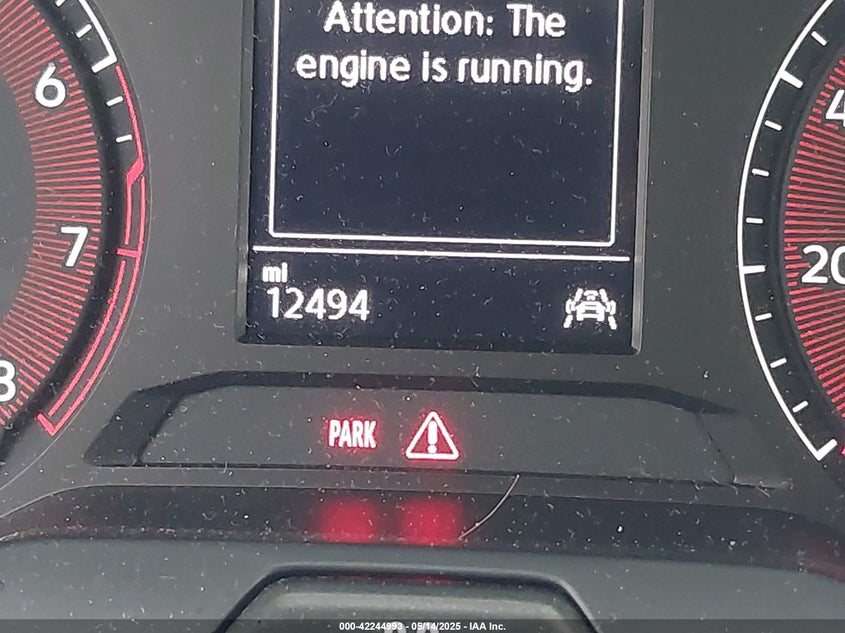 Attention: The
engine is running.
6
7
8
4
20
mi
12494
PARK
000-42244993 - 05/14/2025 - IAA Inc.